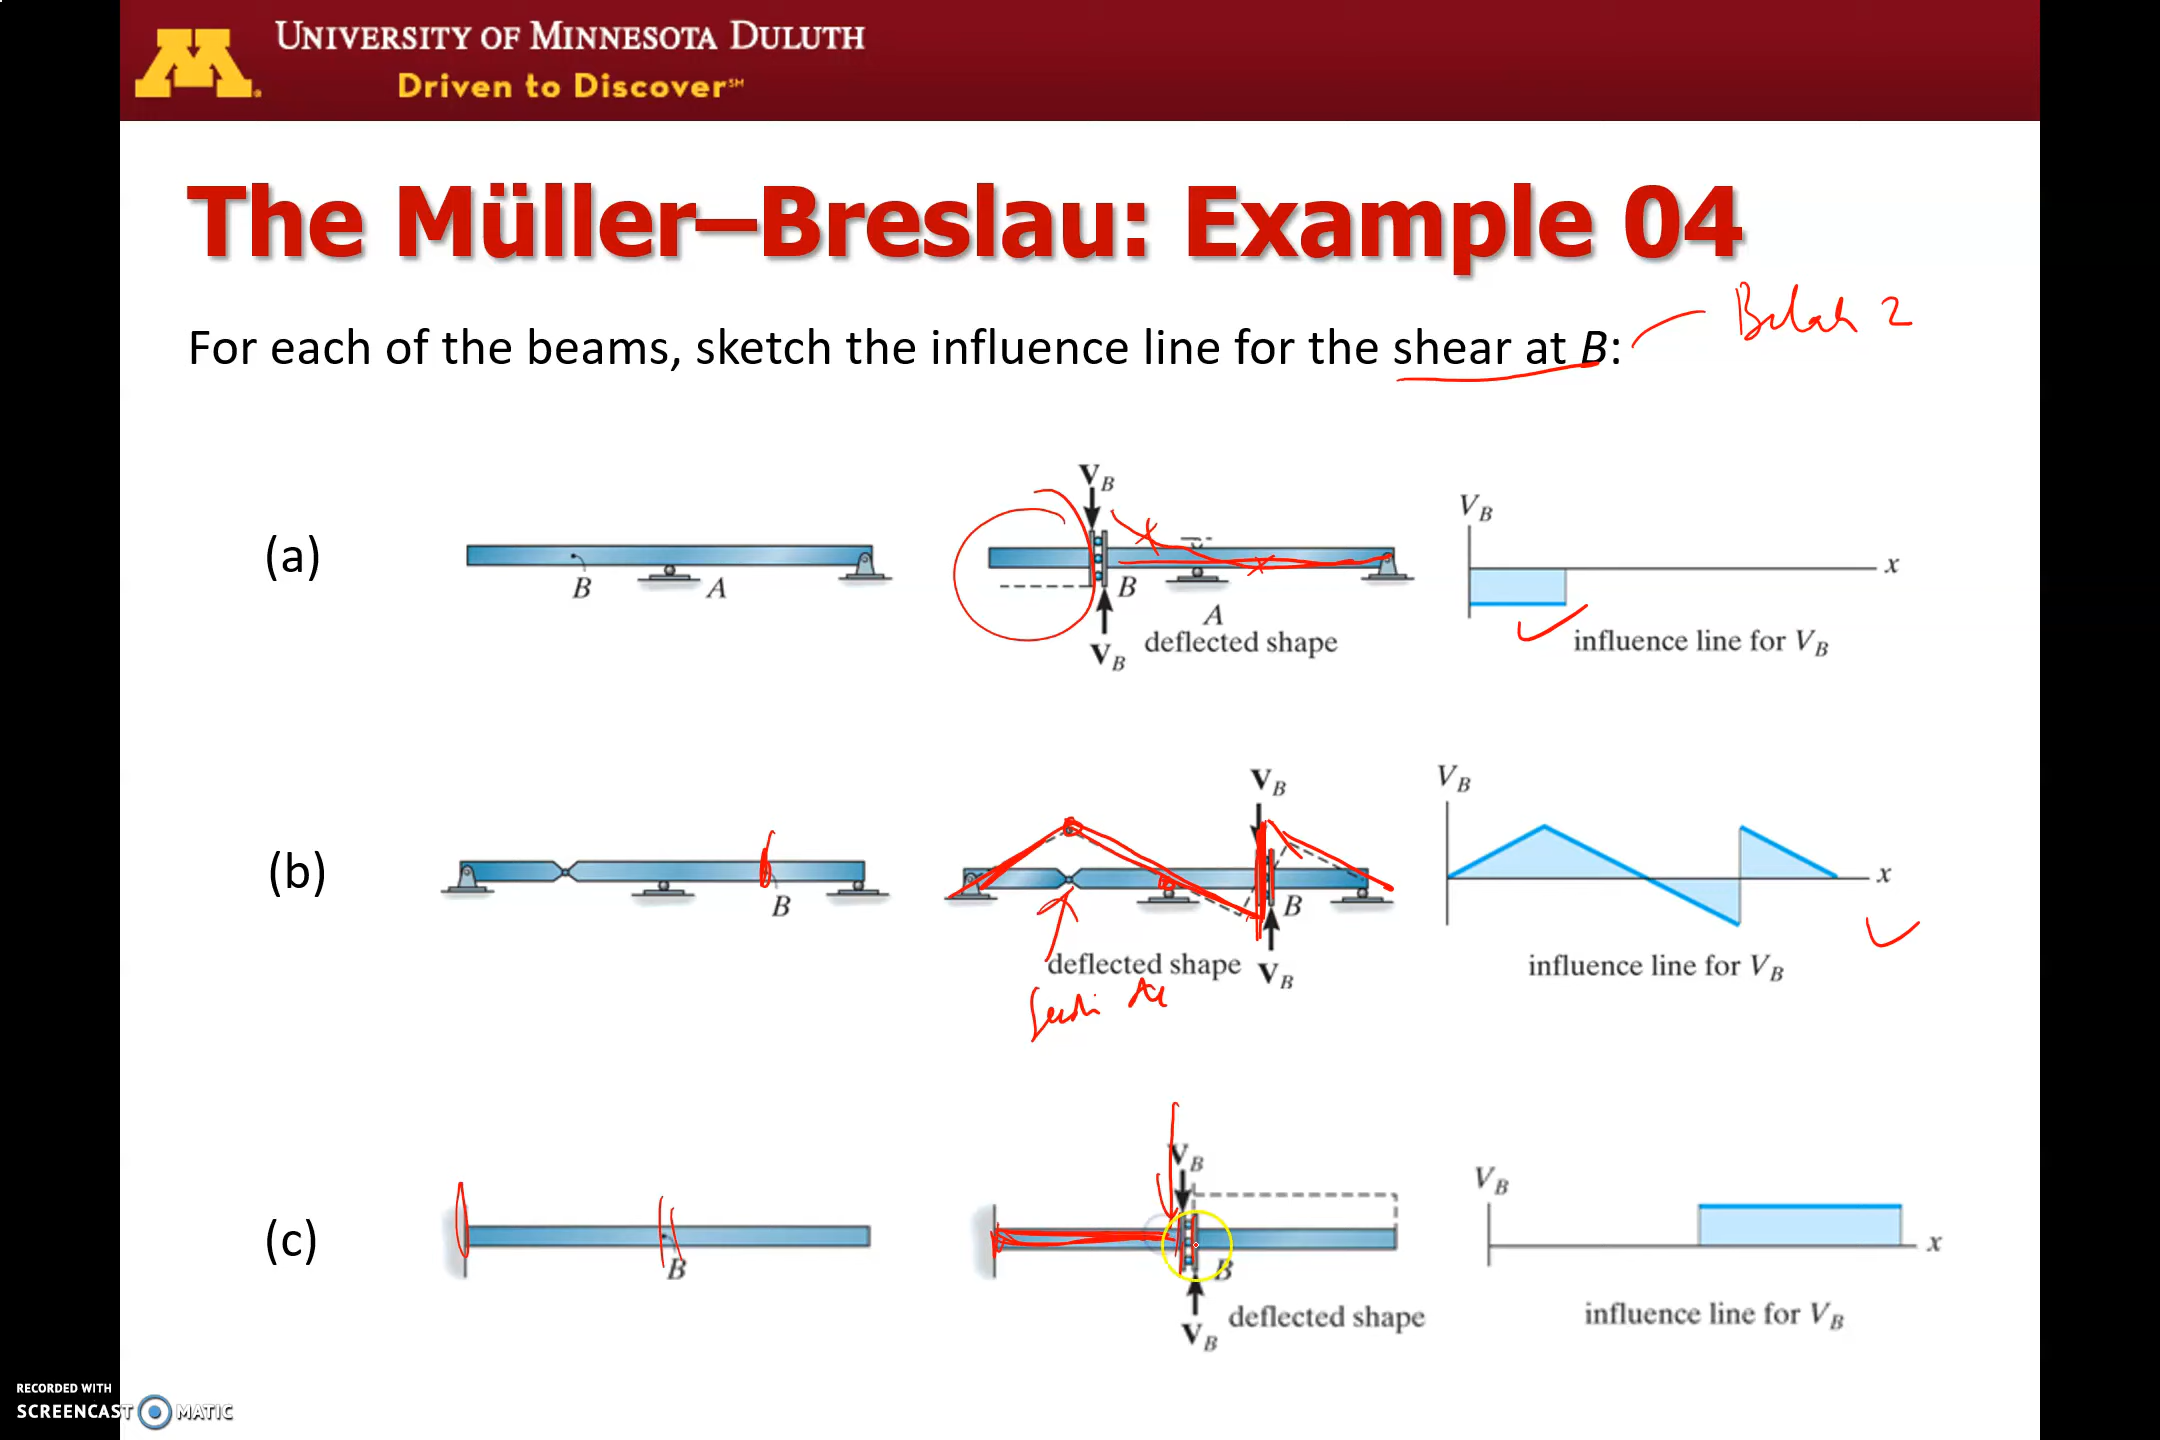 UNIVERSITY OF MINNESOTA DULUTH
Driven to Discover℠
The Müller–Breslau: Example 04
For each of the beams, sketch the influence line for the shear at B:
2
(a)
B
A
V_B
B
A
V_B
deflected shape
V_B
x
influence line for V_B
(b)
B
V_B
B
deflected shape
V_B
V_B
x
influence line for V_B
(c)
B
V_B
B
deflected shape
V_B
V_B
x
influence line for V_B
RECORDED WITH
SCREENCAST MATIC